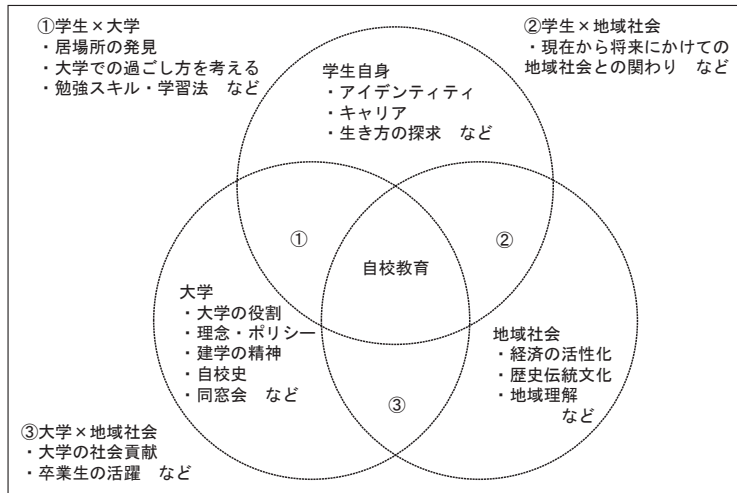 ①学生×大学
・居場所の発見
・大学での過ごし方を考える
・勉強スキル・学習法　など
②学生×地域社会
・現在から将来にかけての
地域社会との関わり　など
学生自身
・アイデンティティ
・キャリア
・生き方の探求　など
①
②
自校教育
大学
・大学の役割
・理念・ポリシー
・建学の精神
・自校史
・同窓会　など
地域社会
・経済の活性化
・歴史伝統文化
・地域理解
など
③
③大学×地域社会
・大学の社会貢献
・卒業生の活躍　など